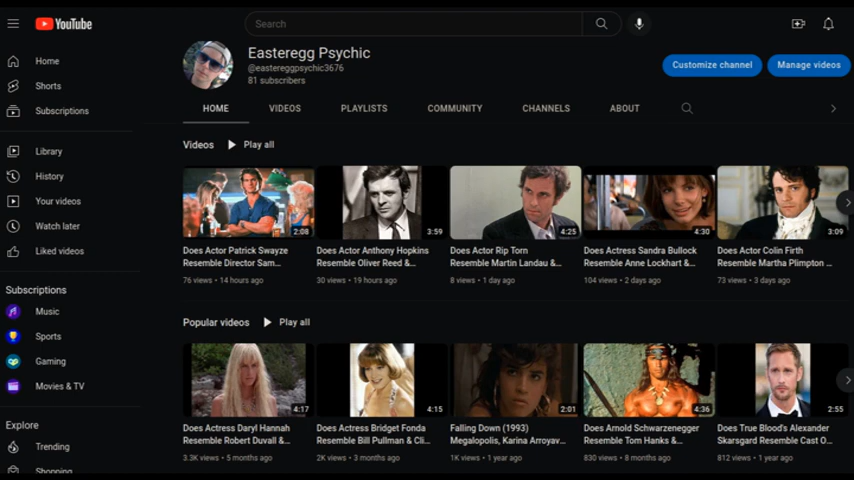 YouTube
Search
Home
Shorts
Subscriptions
Library
History
Your videos
Watch later
Liked videos
Subscriptions
Music
Sports
Gaming
Movies & TV
Explore
Trending
Shopping
Easteregg Psychic
@eastereggpsychic3676
81 subscribers
Customize channel
Manage videos
HOME VIDEOS PLAYLISTS COMMUNITY CHANNELS ABOUT
Videos Play all
2:08
Does Actor Patrick Swayze
Resemble Director Sam...
76 views • 14 hours ago
3:59
Does Actor Anthony Hopkins
Resemble Oliver Reed &...
30 views • 19 hours ago
4:25
Does Actor Rip Torn
Resemble Martin Landau &...
8 views • 1 day ago
4:30
Does Actress Sandra Bullock
Resemble Anne Lockhart &...
104 views • 2 days ago
3:09
Does Actor Colin Firth
Resemble Martha Plimpton ...
73 views • 3 days ago
Popular videos Play all
4:17
Does Actress Daryl Hannah
Resemble Robert Duvall &...
3.3K views • 5 months ago
4:15
Does Actress Bridget Fonda
Resemble Bill Pullman & Cli...
2K views • 3 months ago
2:01
Falling Down (1993)
Megalopolis, Karina Arroyav...
1K views • 1 year ago
4:36
Does Arnold Schwarzenegger
Resemble Tom Hanks &...
830 views • 8 months ago
2:55
Does True Blood's Alexander
Skarsgard Resemble Cast O...
812 views • 1 year ago